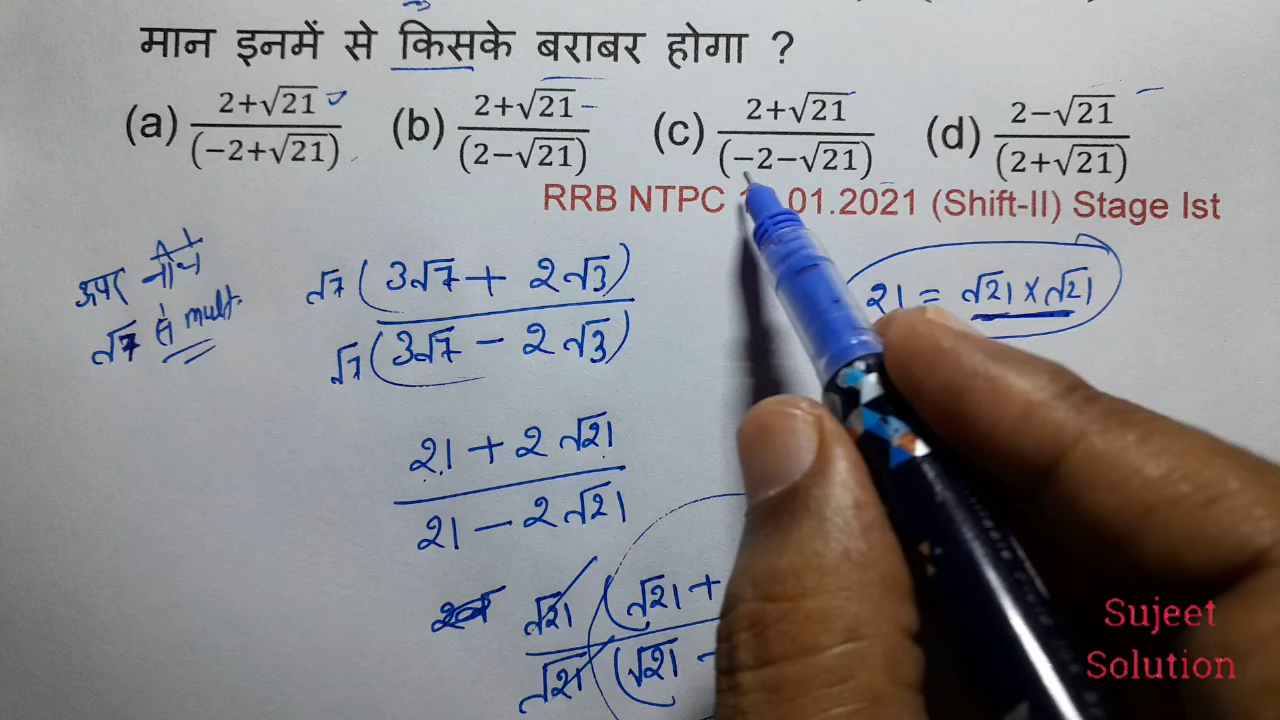 मान इनमें से किसके बराबर होगा ?
(a) 2+√21 / (-2+√21) (b) 2+√21 / (2-√21) (c) 2+√21 / (-2-√21) (d) 2-√21 / (2+√21)
RRB NTPC .01.2021 (Shift-II) Stage Ist
ऊपर नीचे
√7 से mult.
√7 (3√7 + 2√3)
√7 (3√7 - 2√3)
21 = √21 × √21
21 + 2√21
21 - 2√21
√21 (√21 +
√21 (√21 -
Sujeet
Solution